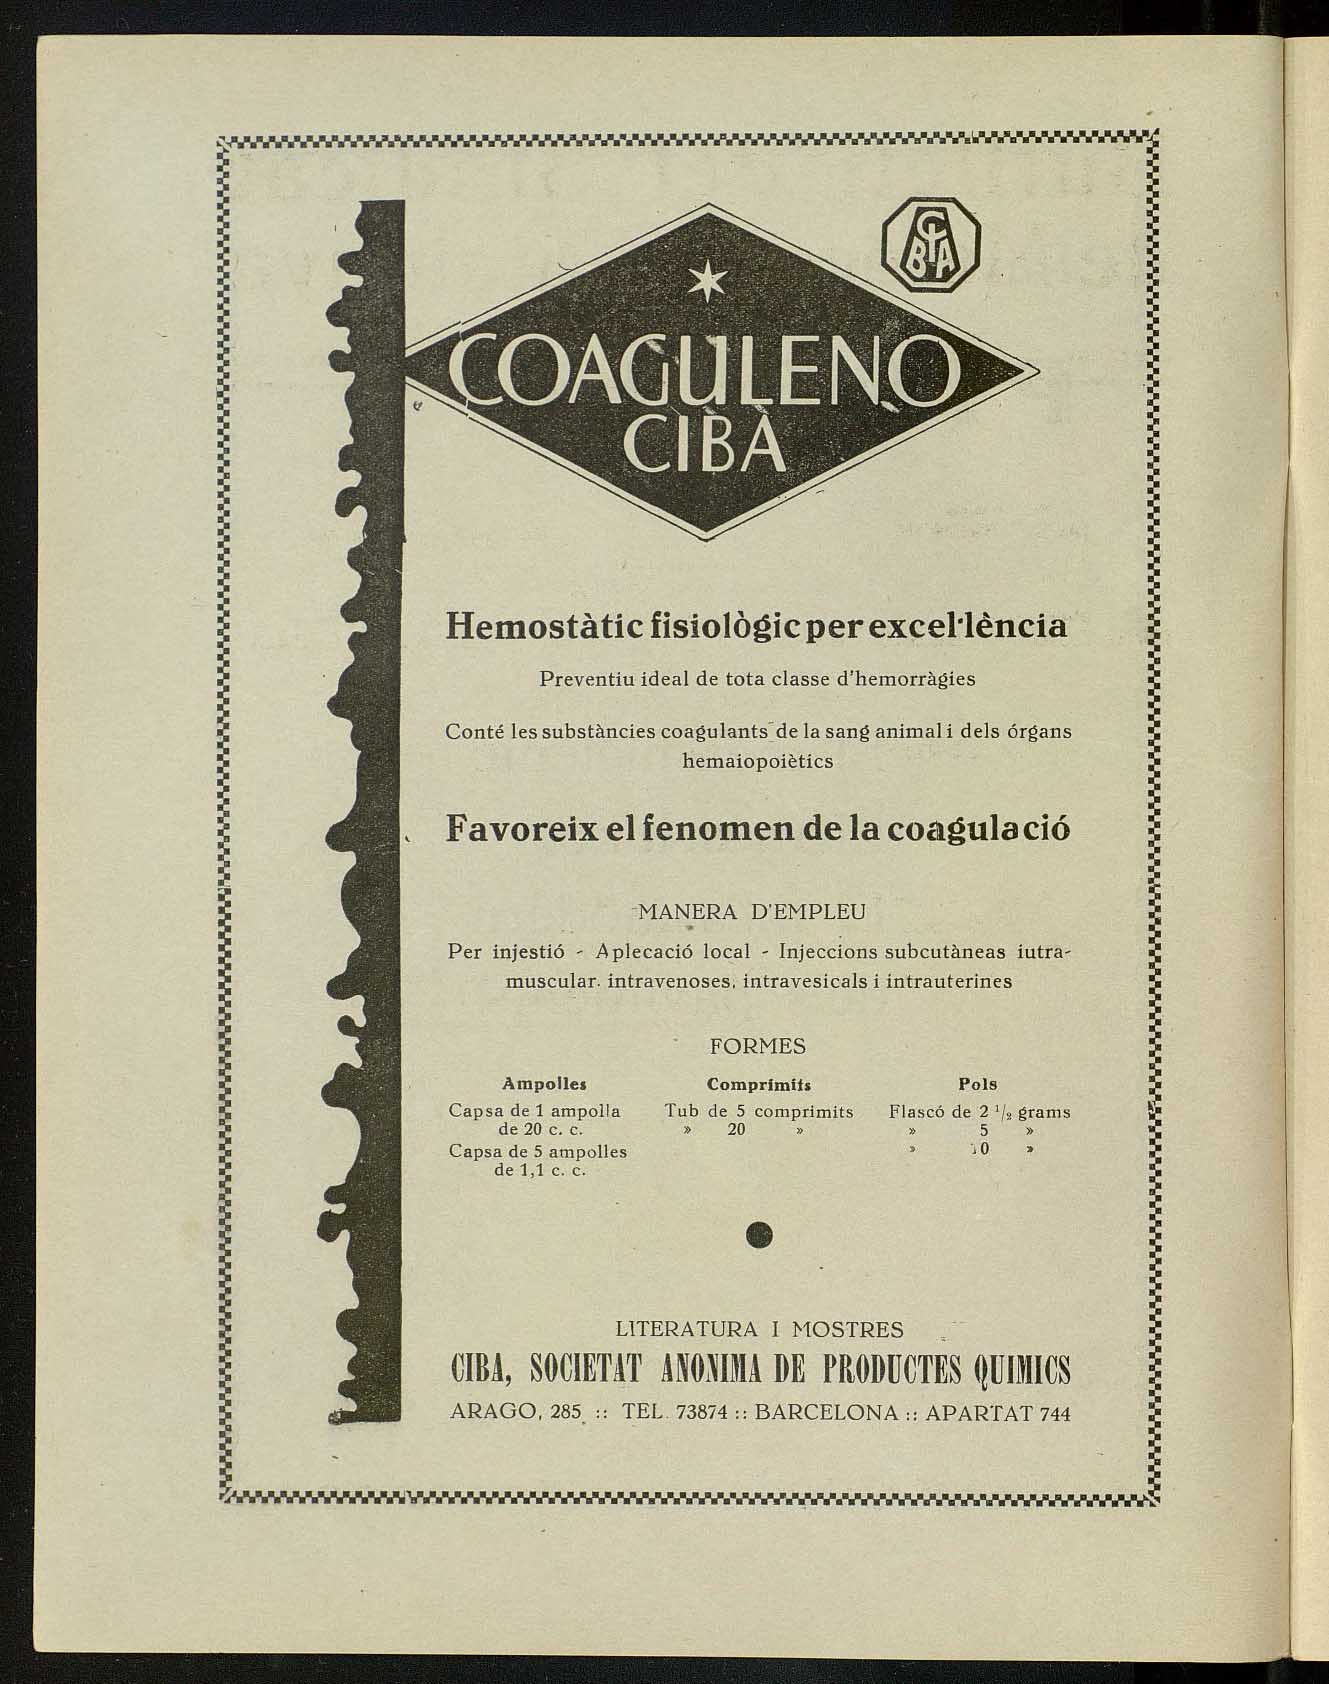 CIBA
COAGULENO
CIBA
Hemostàtic fisiològic per excel·lència
Preventiu ideal de tota classe d'hemorràgies
Conté les substàncies coagulants de la sang animal i dels órgans
hemaiopoiètics
Favoreix el fenomen de la coagulació
MANERA D'EMPLEU
Per injestió - Aplecació local - Injeccions subcutàneas iutra-
muscular. intravenoses, intravesicals i intrauterines
FORMES
Ampolles Comprimits Pols
Capsa de 1 ampolla Tub de 5 comprimits Flascó de 2 1/2 grams
de 20 c. c. » 20 » » 5 »
Capsa de 5 ampolles » 10 »
de 1,1 c. c.
LITERATURA I MOSTRES
CIBA, SOCIETAT ANONIMA DE PRODUCTES QUIMICS
ARAGO, 285 :: TEL. 73874 :: BARCELONA :: APARTAT 744